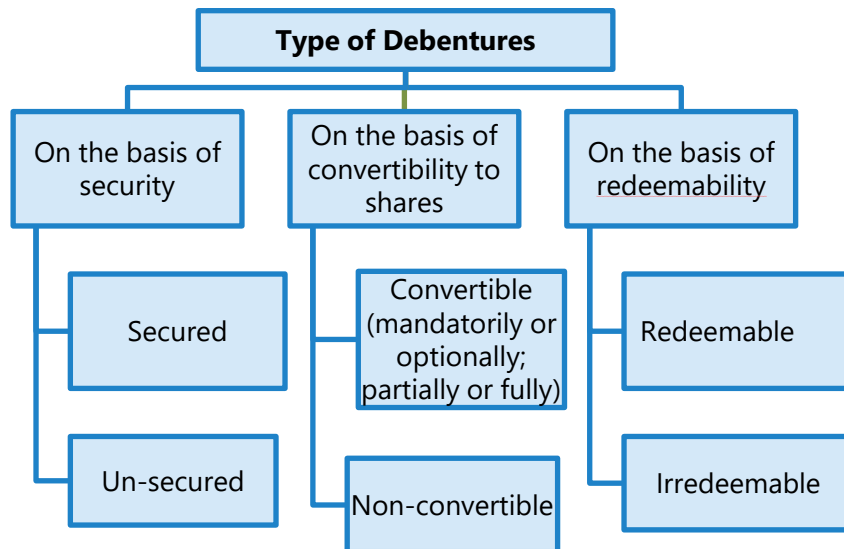 Type of Debentures
On the basis of
security
On the basis of
convertibility to
shares
On the basis of
redeemability
Secured
Convertible
(mandatorily or
optionally;
partially or fully)
Redeemable
Un-secured
Non-convertible
Irredeemable